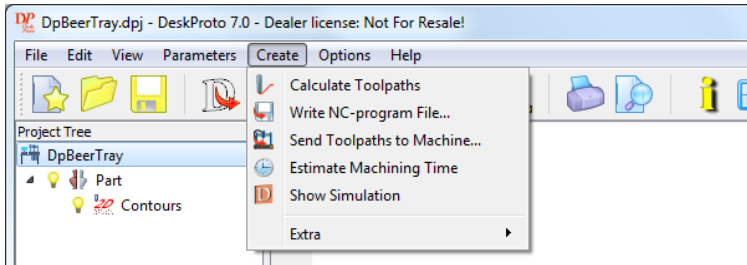 DpBeerTray.dpj - DeskProto 7.0 - Dealer license: Not For Resale!
File Edit View Parameters Create Options Help
Project Tree
DpBeerTray
Part
2D Contours
Calculate Toolpaths
Write NC-program File...
Send Toolpaths to Machine...
Estimate Machining Time
Show Simulation
Extra